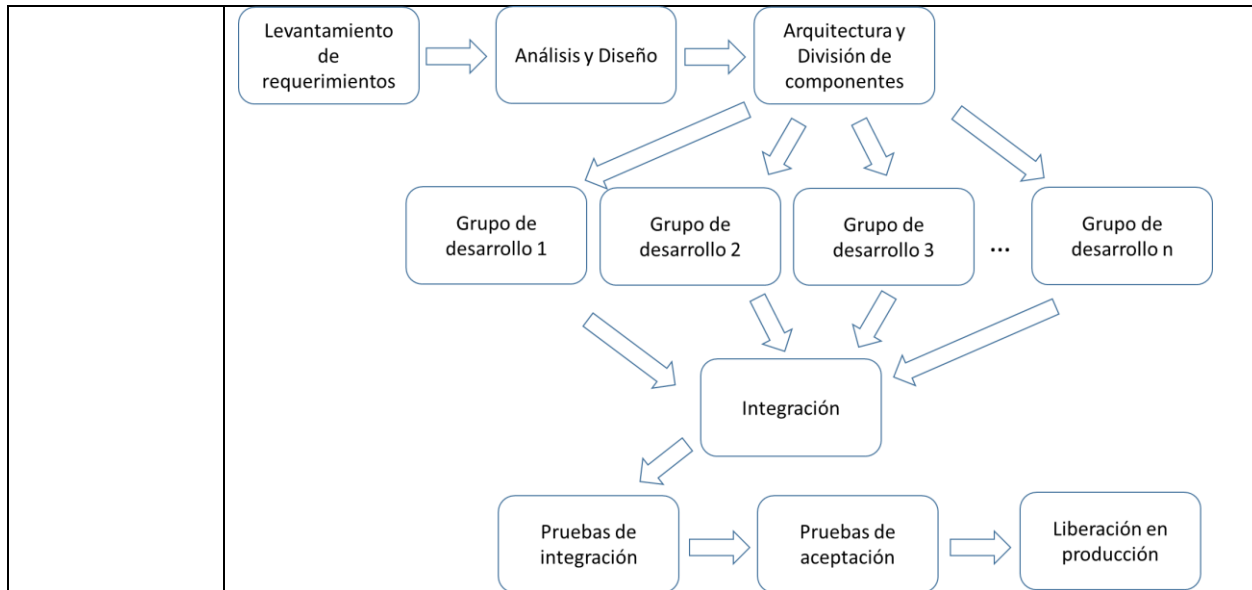 Levantamiento
de
requerimientos
Análisis y Diseño
Arquitectura y
División de
componentes
Grupo de
desarrollo 1
Grupo de
desarrollo 2
Grupo de
desarrollo 3
...
Grupo de
desarrollo n
Integración
Pruebas de
integración
Pruebas de
aceptación
Liberación en
producción